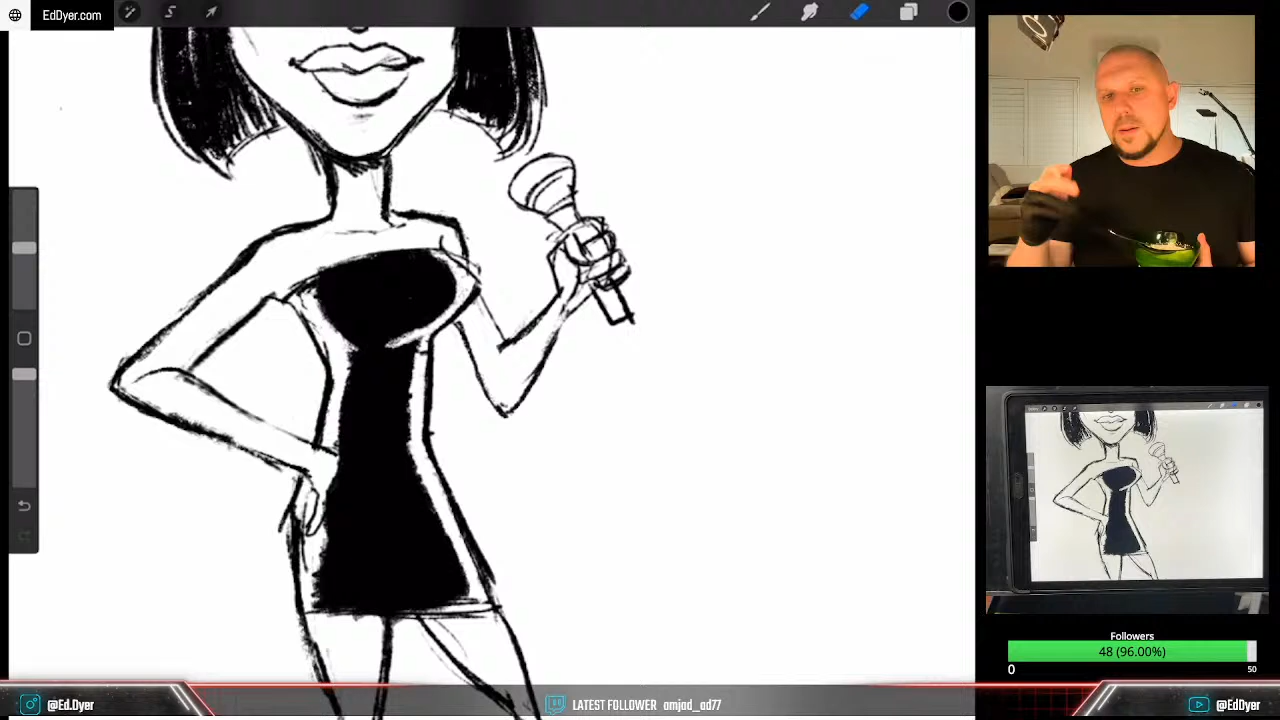 EdDyer.com
Followers
48 (96.00%)
0
50
@Ed.Dyer
LATEST FOLLOWER amjad_ad77
@EdDyer